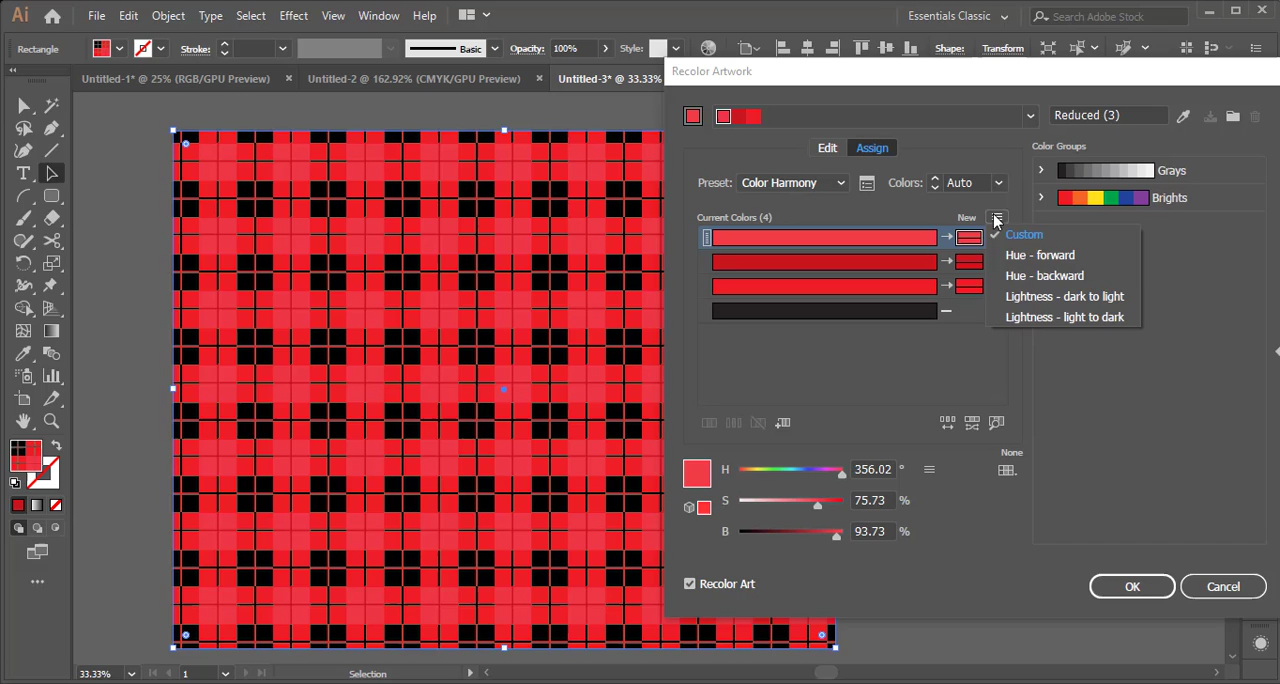 Ai File Edit Object Type Select Effect View Window Help Essentials Classic Search Adobe Stock
Rectangle Stroke: Basic Opacity: 100% Style: Shape: Transform
Untitled-1* @ 25% (RGB/GPU Preview) × Untitled-2 @ 162.92% (CMYK/GPU Preview) × Untitled-3* @ 33.33%
Recolor Artwork
Reduced (3)
Edit Assign
Color Groups
Preset: Color Harmony Colors: Auto
Grays
Brights
Current Colors (4) New
Custom
Hue - forward
Hue - backward
Lightness - dark to light
Lightness - light to dark
None
H 356.02 °
S 75.73 %
B 93.73 %
Recolor Art
OK Cancel
33.33% 1 Selection